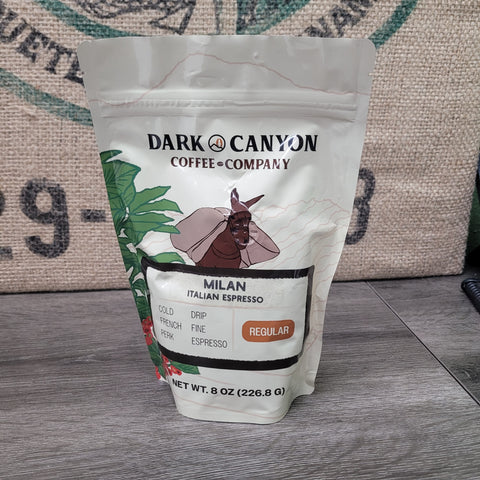 DARK CANYON
COFFEE COMPANY
MILAN
ITALIAN ESPRESSO
COLD DRIP
FRENCH FINE
PERK ESPRESSO
REGULAR
NET WT. 8 OZ (226.8 G)